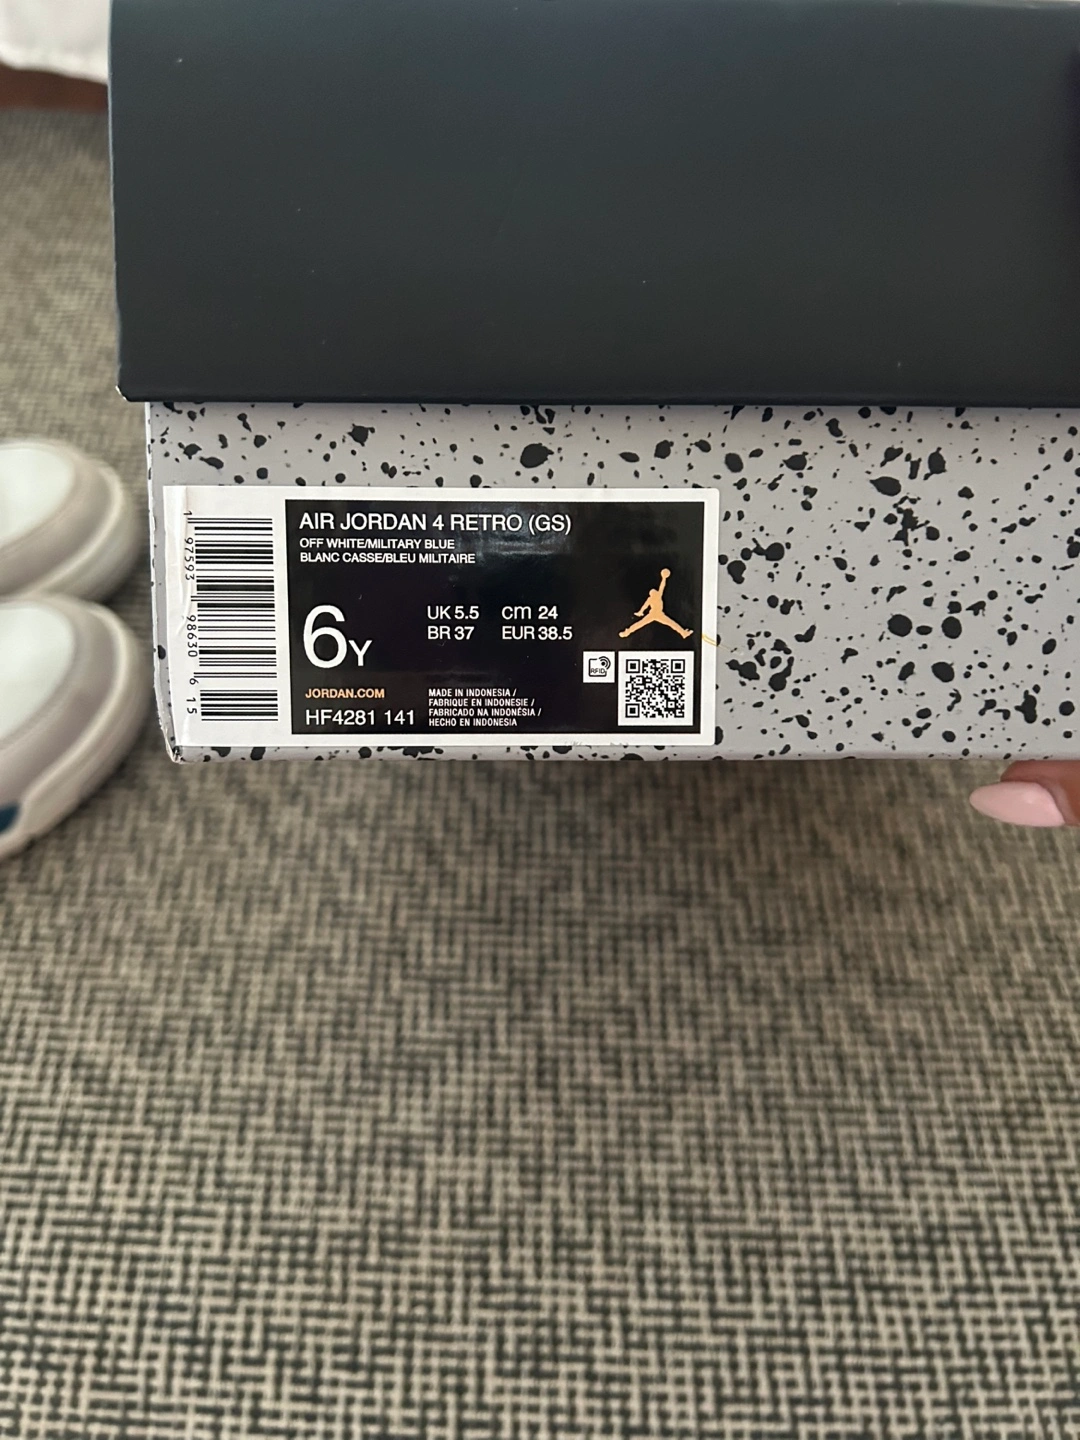 AIR JORDAN 4 RETRO (GS)
OFF WHITE/MILITARY BLUE
BLANC CASSE/BLEU MILITAIRE
6Y
UK 5.5 cm 24
BR 37 EUR 38.5
RFID
JORDAN.COM
HF4281 141
MADE IN INDONESIA /
FABRIQUE EN INDONESIE /
FABRICADO NA INDONÉSIA /
HECHO EN INDONESIA
1 97593 98630 6 15